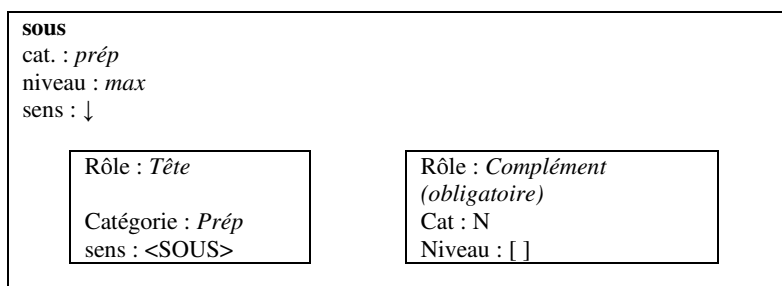 sous
cat. : prép
niveau : max
sens : ↓
Rôle : Tête
Catégorie : Prép
sens : <SOUS>
Rôle : Complément
(obligatoire)
Cat : N
Niveau : [ ]